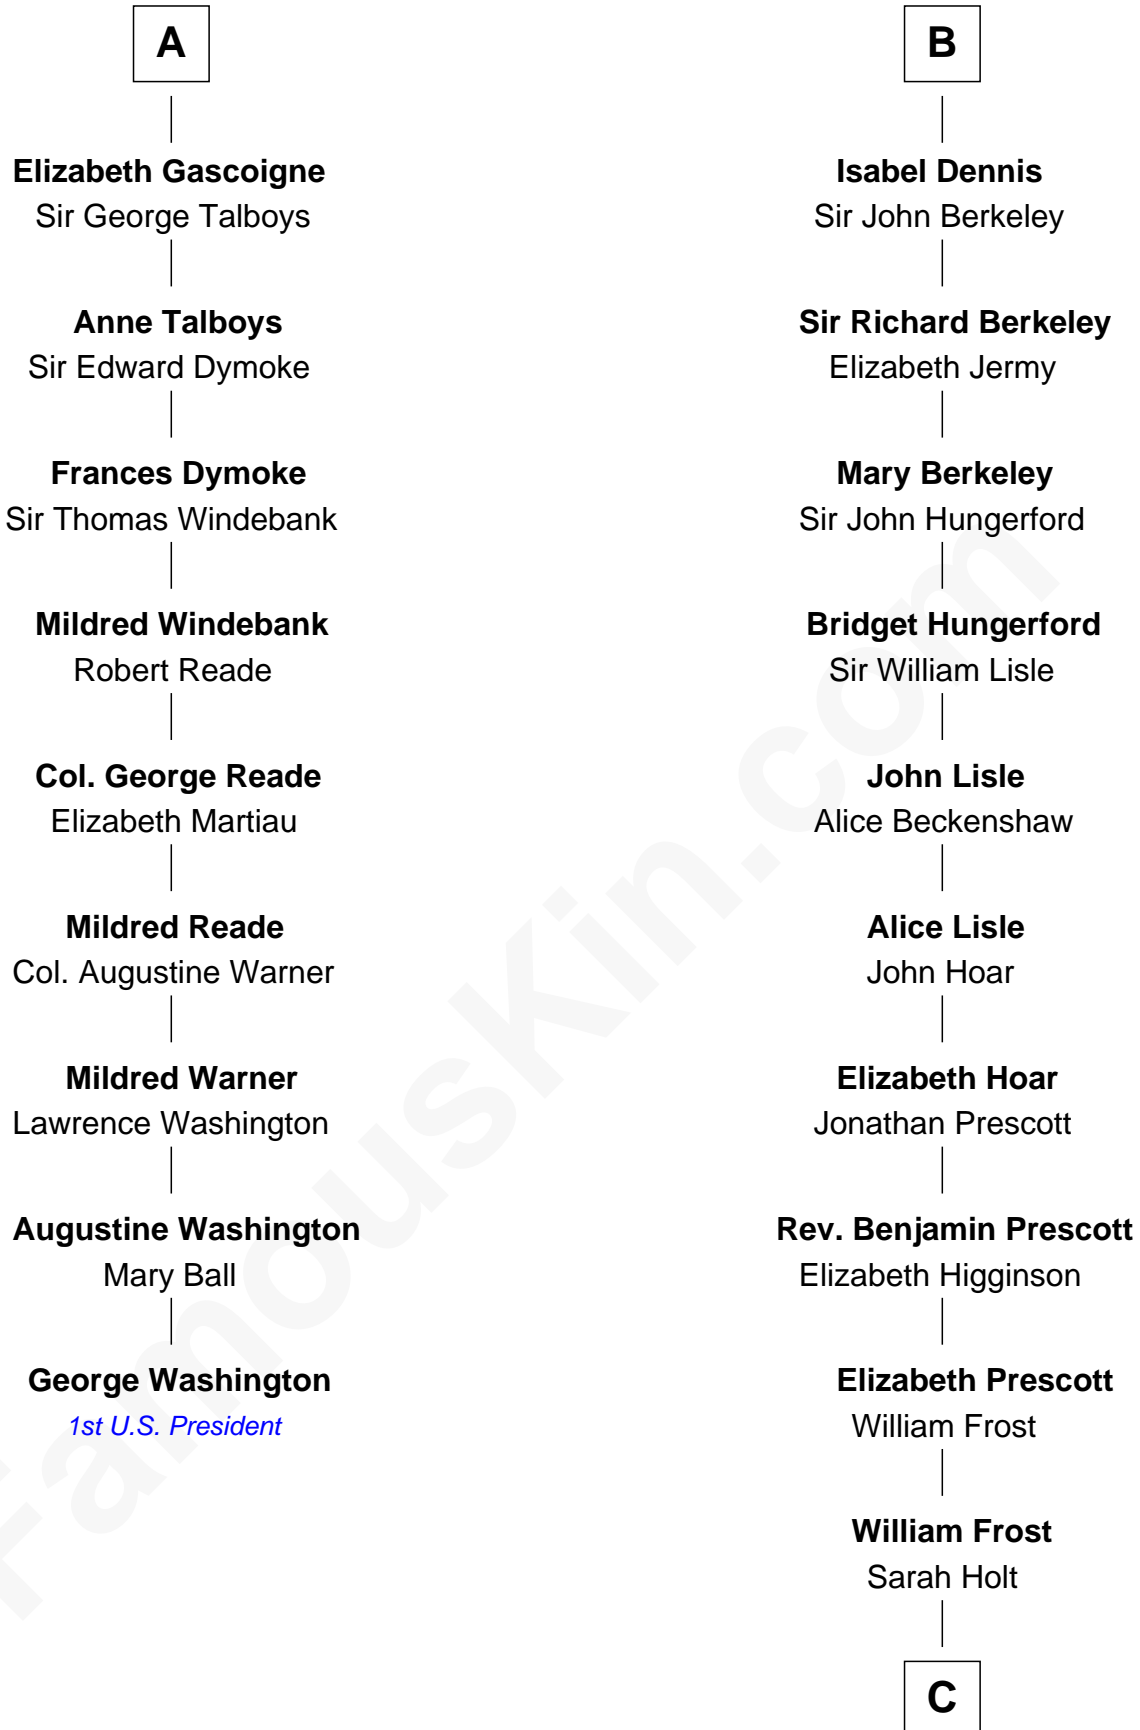 A
Elizabeth Gascoigne
Sir George Talboys
Anne Talboys
Sir Edward Dymoke
Frances Dymoke
Sir Thomas Windebank
Mildred Windebank
Robert Reade
Col. George Reade
Elizabeth Martiau
Mildred Reade
Col. Augustine Warner
Mildred Warner
Lawrence Washington
Augustine Washington
Mary Ball
George Washington
1st U.S. President
B
Isabel Dennis
Sir John Berkeley
Sir Richard Berkeley
Elizabeth Jermy
Mary Berkeley
Sir John Hungerford
Bridget Hungerford
Sir William Lisle
John Lisle
Alice Beckenshaw
Alice Lisle
John Hoar
Elizabeth Hoar
Jonathan Prescott
Rev. Benjamin Prescott
Elizabeth Higginson
Elizabeth Prescott
William Frost
William Frost
Sarah Holt
C
FamousKin.com